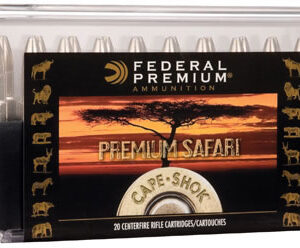 FEDERAL
PREMIUM®
AMMUNITION
PREMIUM SAFARI
CAPE·SHOK
20 CENTERFIRE RIFLE CARTRIDGES/CARTOUCHES